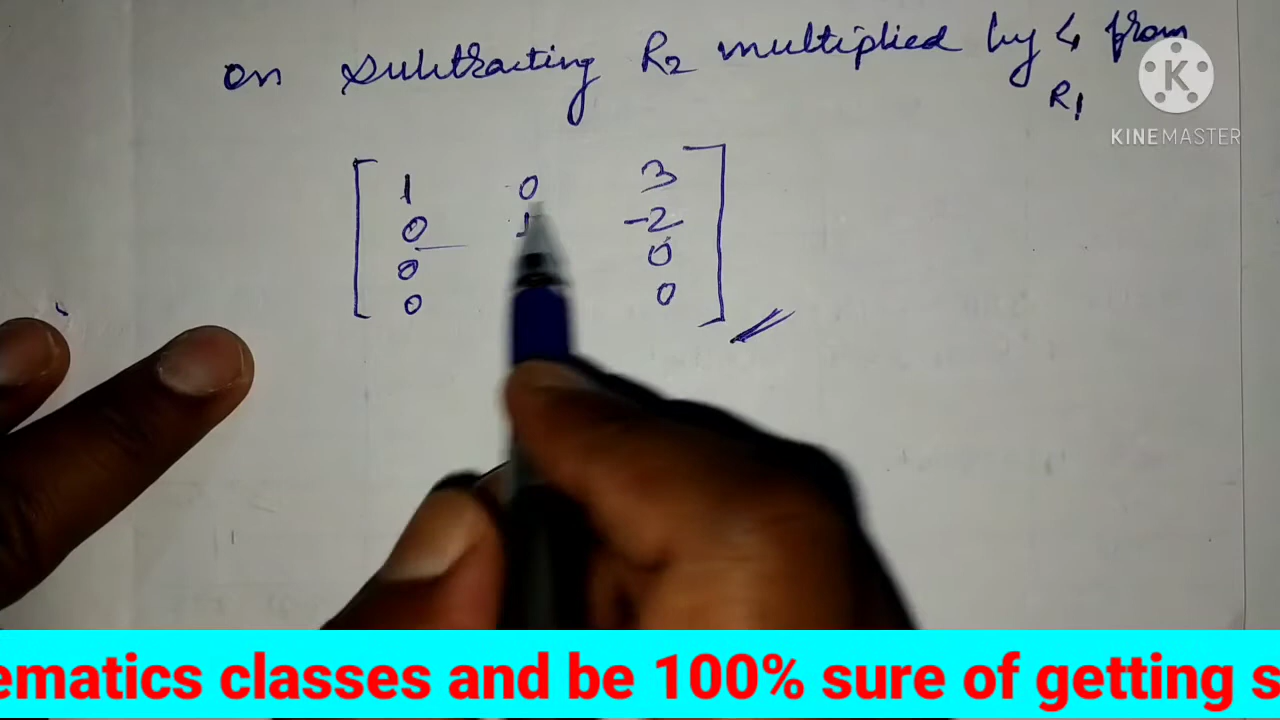 on subtracting R2 multiplied by 4 from
R1
K
KINEMASTER
1 0 3
0 1 -2
0 0
0 0
ematics classes and be 100% sure of getting s